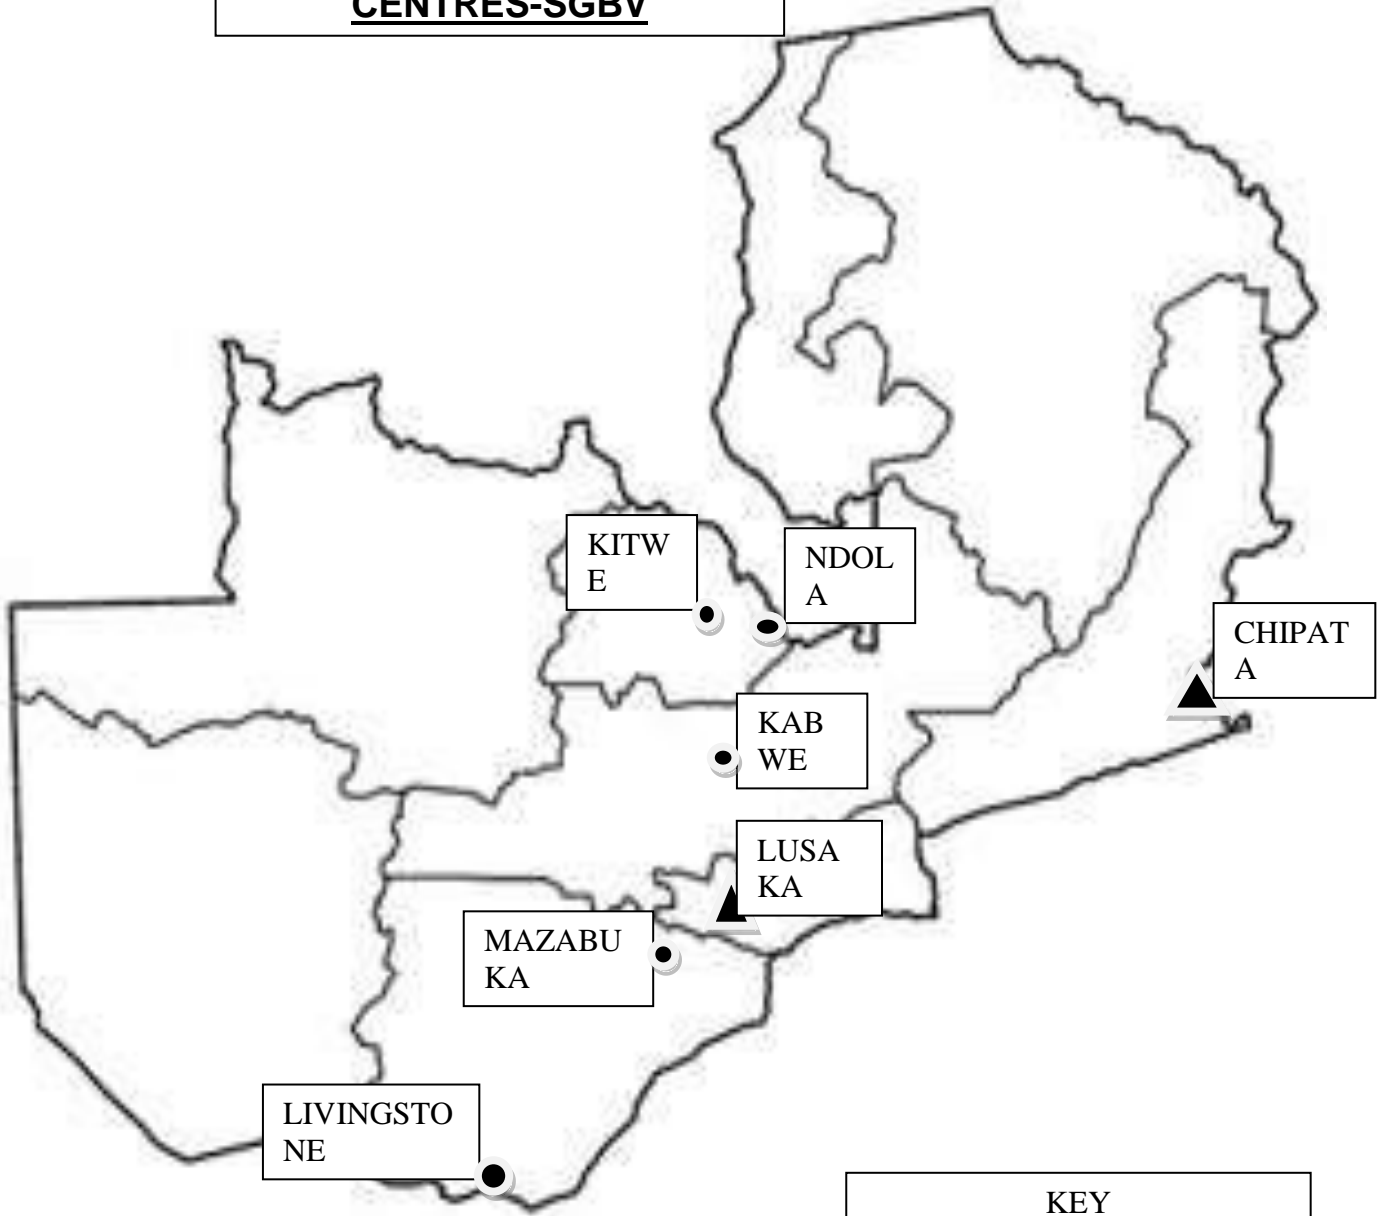 CENTRES-SGBV
KITW
E
NDOL
A
CHIPAT
A
KAB
WE
LUSA
KA
MAZABU
KA
LIVINGSTO
NE
KEY